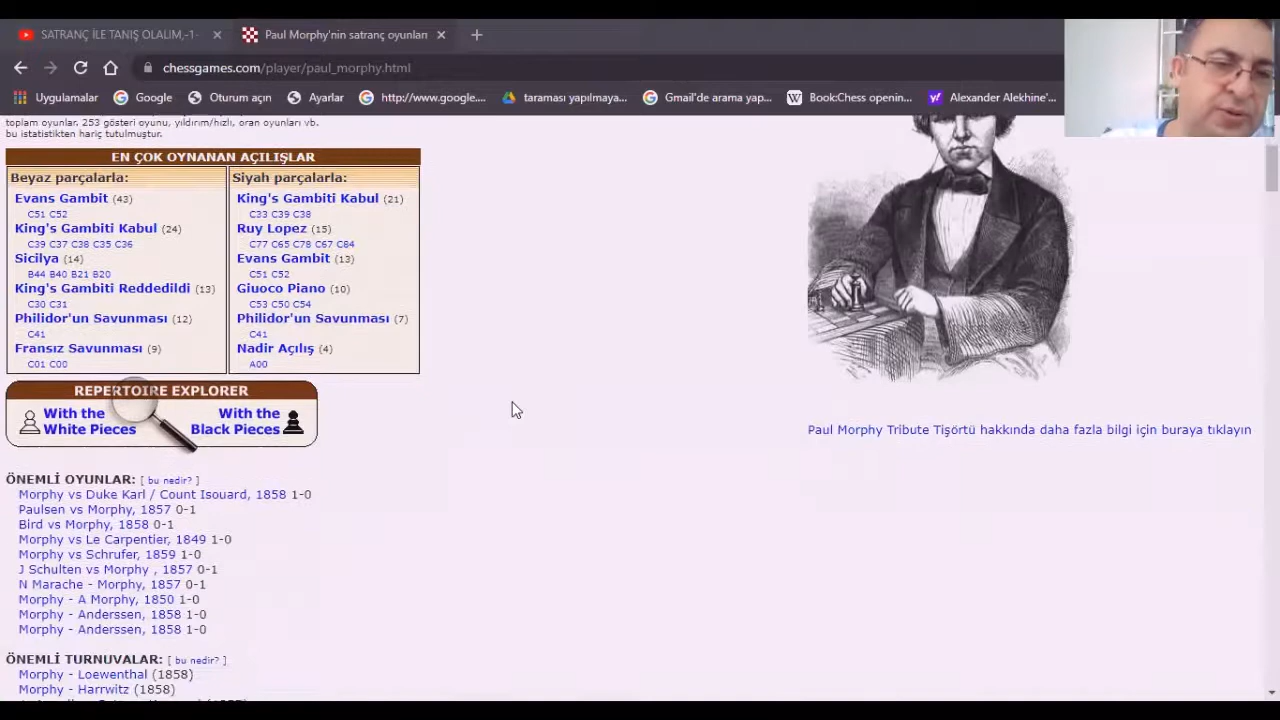 SATRANÇ İLE TANIŞ OLALIM,-1-
Paul Morphy'nin satranç oyunları
chessgames.com/player/paul_morphy.html
Uygulamalar
Google
Oturum açın
Ayarlar
http://www.google....
taraması yapılmaya...
Gmail'de arama yap...
Book:Chess openin...
Alexander Alekhine'...
toplam oyunlar. 253 gösteri oyunu, yıldırım/hızlı, oran oyunları vb.
bu istatistikten hariç tutulmuştur.
EN ÇOK OYNANAN AÇILIŞLAR
Beyaz parçalarla:
Evans Gambit (43)
C51 C52
King's Gambiti Kabul (24)
C39 C37 C38 C35 C36
Sicilya (14)
B44 B40 B21 B20
King's Gambiti Reddedildi (13)
C30 C31
Philidor'un Savunması (12)
C41
Fransız Savunması (9)
C01 C00
Siyah parçalarla:
King's Gambiti Kabul (21)
C33 C39 C38
Ruy Lopez (15)
C77 C65 C78 C67 C84
Evans Gambit (13)
C51 C52
Giuoco Piano (10)
C53 C50 C54
Philidor'un Savunması (7)
C41
Nadir Açılış (4)
A00
REPERTOIRE EXPLORER
With the
White Pieces
With the
Black Pieces
ÖNEMLİ OYUNLAR: [ bu nedir? ]
Morphy vs Duke Karl / Count Isouard, 1858 1-0
Paulsen vs Morphy, 1857 0-1
Bird vs Morphy, 1858 0-1
Morphy vs Le Carpentier, 1849 1-0
Morphy vs Schrufer, 1859 1-0
J Schulten vs Morphy , 1857 0-1
N Marache - Morphy, 1857 0-1
Morphy - A Morphy, 1850 1-0
Morphy - Anderssen, 1858 1-0
Morphy - Anderssen, 1858 1-0
ÖNEMLİ TURNUVALAR: [ bu nedir? ]
Morphy - Loewenthal (1858)
Morphy - Harrwitz (1858)
Paul Morphy Tribute Tişörtü hakkında daha fazla bilgi için buraya tıklayın